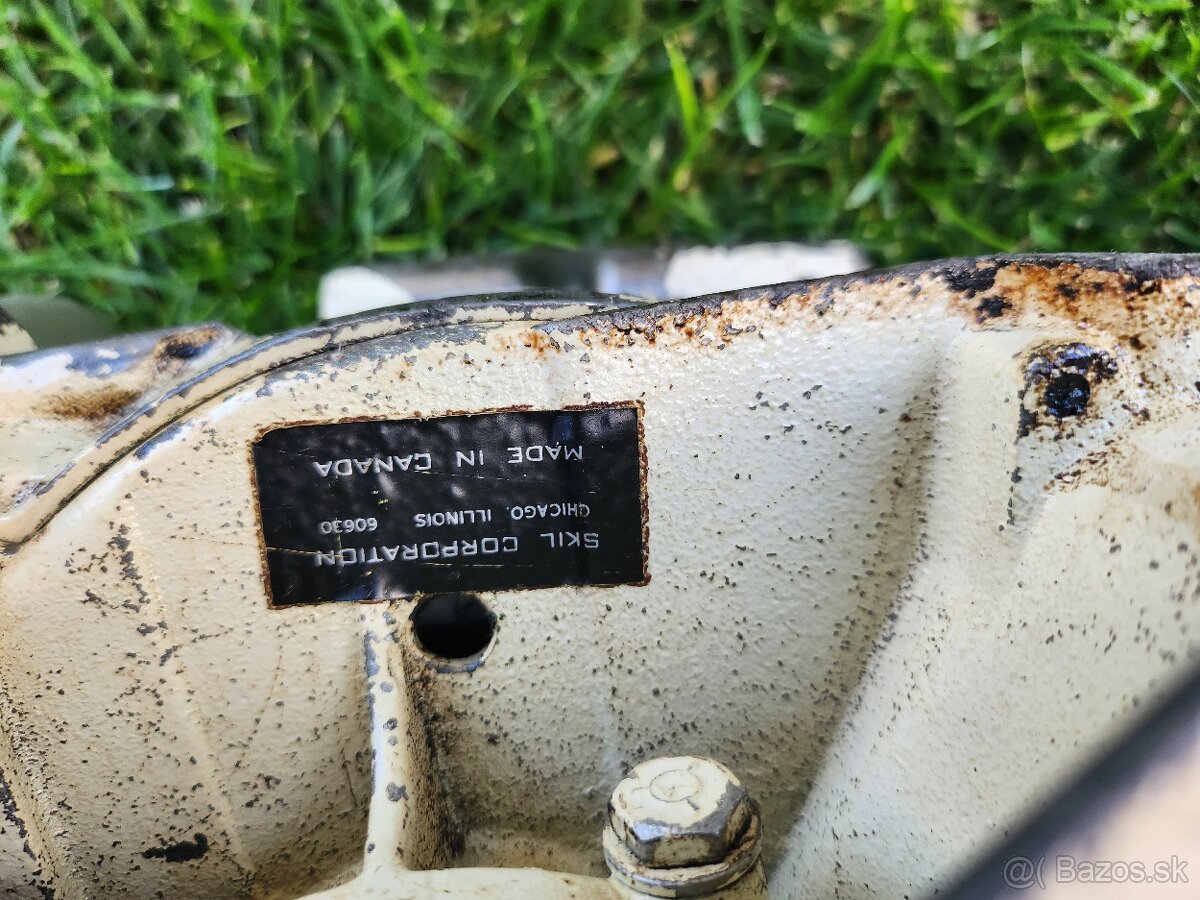 SKIL CORPORATION
CHICAGO, ILLINOIS 60630
MADE IN CANADA
@( Bazos.sk